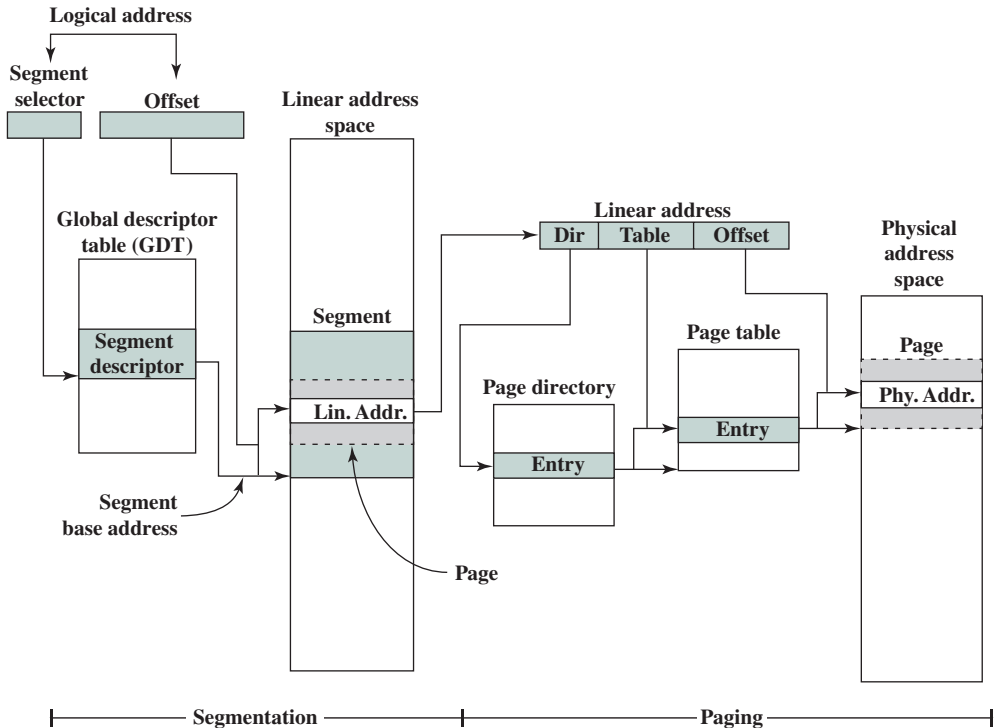 Logical address
Segment
selector
Offset
Linear address
space
Global descriptor
table (GDT)
Segment
descriptor
Segment
base address
Segment
Lin. Addr.
Page
Linear address
Dir
Table
Offset
Page directory
Entry
Page table
Entry
Physical
address
space
Page
Phy. Addr.
Segmentation
Paging